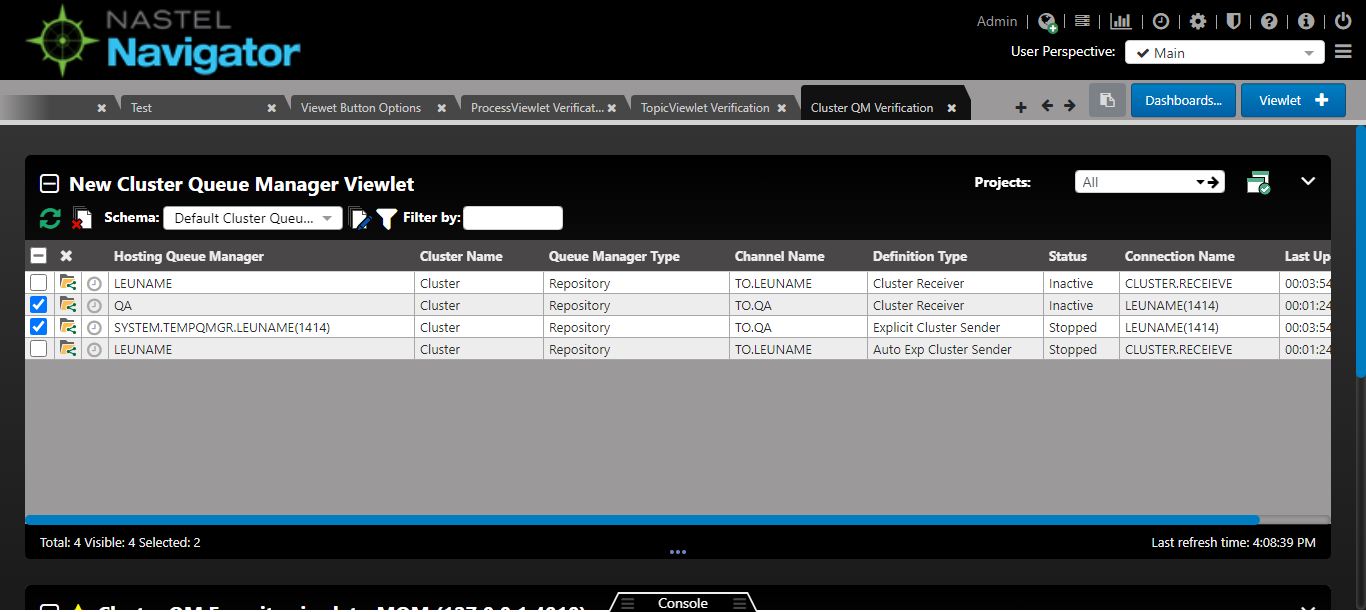 NASTEL
Navigator
Admin
User Perspective: Main
Test
Viewet Button Options
ProcessViewlet Verificat...
TopicViewlet Verification
Cluster QM Verification
Dashboards...
Viewlet
New Cluster Queue Manager Viewlet
Projects: All
Schema: Default Cluster Queu... Filter by:
Hosting Queue Manager Cluster Name Queue Manager Type Channel Name Definition Type Status Connection Name Last Up
LEUNAME Cluster Repository TO.LEUNAME Cluster Receiver Inactive CLUSTER.RECEIEVE 00:03:54
QA Cluster Repository TO.QA Cluster Receiver Inactive LEUNAME(1414) 00:01:24
SYSTEM.TEMPQMGR.LEUNAME(1414) Cluster Repository TO.QA Explicit Cluster Sender Stopped LEUNAME(1414) 00:03:54
LEUNAME Cluster Repository TO.LEUNAME Auto Exp Cluster Sender Stopped CLUSTER.RECEIEVE 00:01:24
Total: 4 Visible: 4 Selected: 2
Last refresh time: 4:08:39 PM
Console